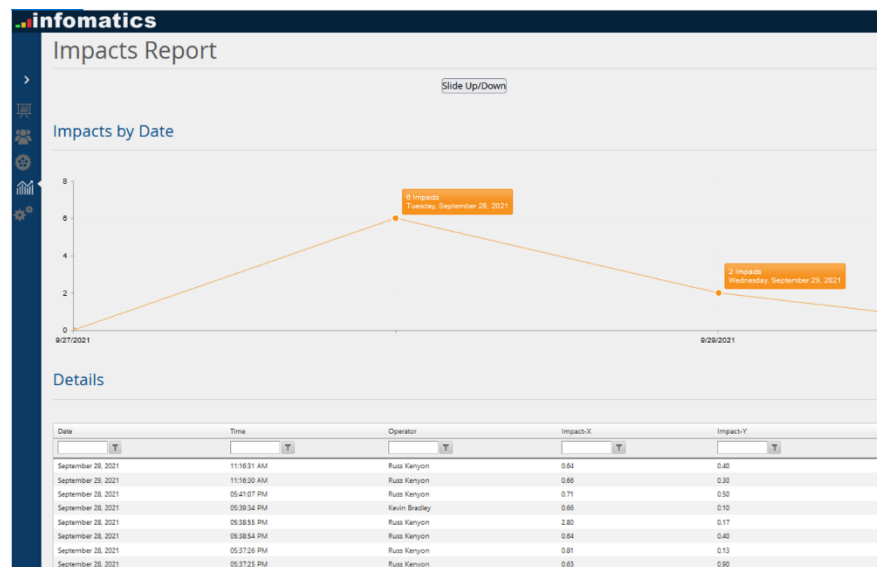 infomatics
Impacts Report
Slide Up/Down
Impacts by Date
8
6 Impacts
Tuesday, September 28, 2021
6
4
2 Impacts
Wednesday, September 29, 2021
2
0
9/27/2021 9/29/2021
Details
Date Time Operator Impact-X Impact-Y
September 29, 2021 11:16:31 AM Russ Kenyon 0.64 0.40
September 29, 2021 11:16:30 AM Russ Kenyon 0.66 0.30
September 28, 2021 05:41:07 PM Russ Kenyon 0.71 0.50
September 28, 2021 05:39:34 PM Kevin Bradley 0.66 0.10
September 28, 2021 05:38:55 PM Russ Kenyon 2.80 0.17
September 28, 2021 05:38:54 PM Russ Kenyon 0.64 0.40
September 28, 2021 05:37:26 PM Russ Kenyon 0.81 0.13
September 28, 2021 05:37:25 PM Russ Kenyon 0.63 0.90